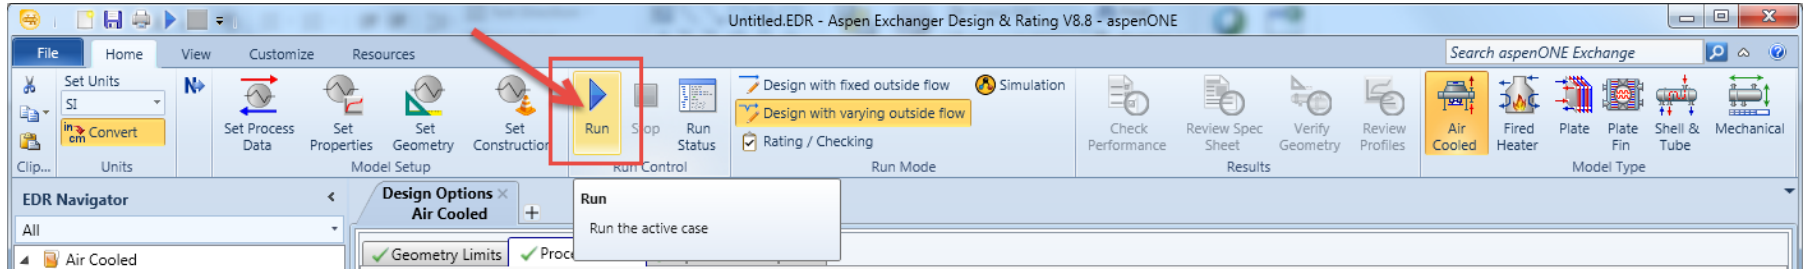 Untitled.EDR - Aspen Exchanger Design & Rating V8.8 - aspenONE
File Home View Customize Resources Search aspenONE Exchange
Set Units
SI
in cm Convert
Clip... Units
Set Process Data
Set Properties
Set Geometry
Set Construction
Model Setup
Run
Stop
Run Status
Run Control
Design with fixed outside flow
Design with varying outside flow
Rating / Checking
Simulation
Run Mode
Check Performance
Review Spec Sheet
Verify Geometry
Review Profiles
Results
Air Cooled
Fired Heater
Plate
Plate Fin
Shell & Tube
Mechanical
Model Type
EDR Navigator
All
Air Cooled
Design Options
Air Cooled
Run
Run the active case
Geometry Limits